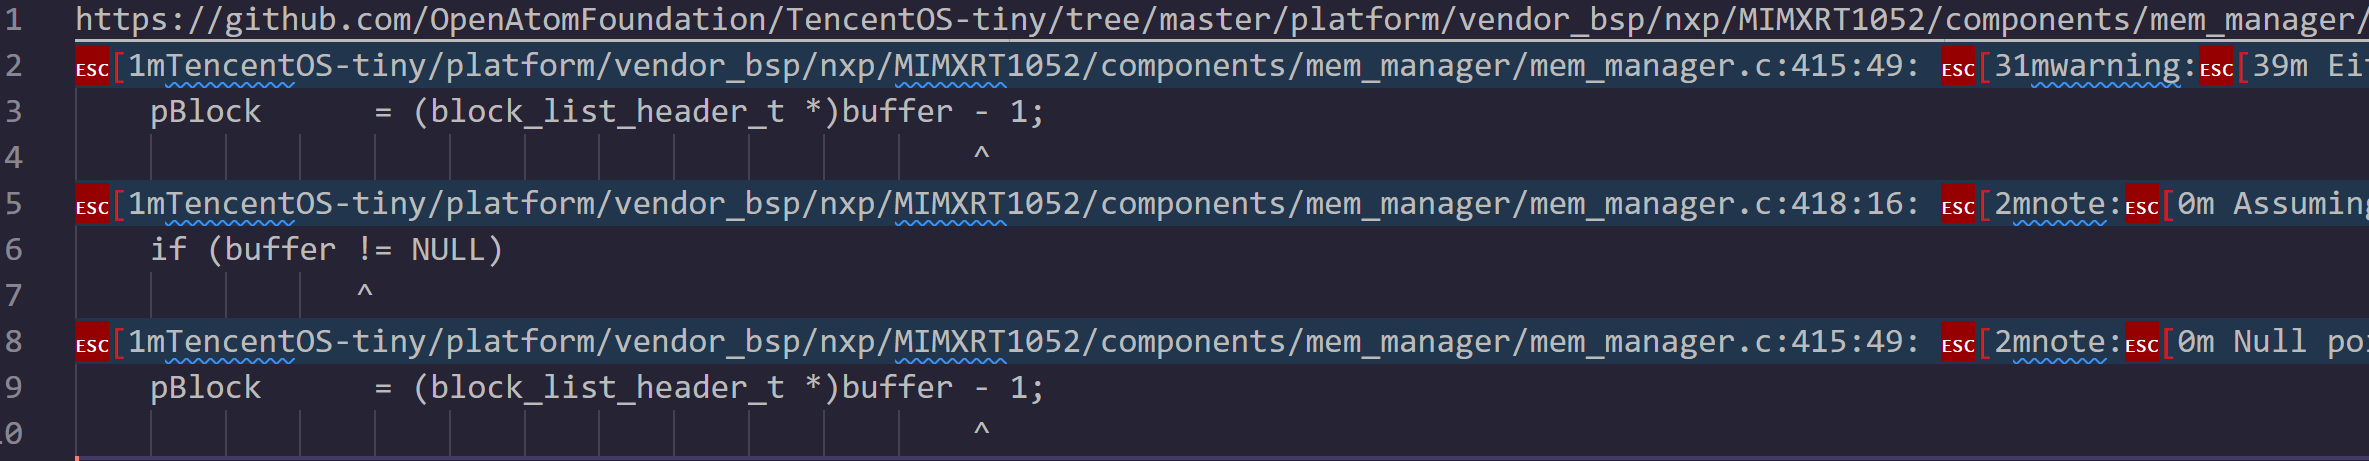 1 https://github.com/OpenAtomFoundation/TencentOS-tiny/tree/master/platform/vendor_bsp/nxp/MIMXRT1052/components/mem_manager/
2 ESC[1mTencentOS-tiny/platform/vendor_bsp/nxp/MIMXRT1052/components/mem_manager/mem_manager.c:415:49: ESC[31mwarning:ESC[39m Ei
3 pBlock = (block_list_header_t *)buffer - 1;
4 ^
5 ESC[1mTencentOS-tiny/platform/vendor_bsp/nxp/MIMXRT1052/components/mem_manager/mem_manager.c:418:16: ESC[2mnote:ESC[0m Assuming
6 if (buffer != NULL)
7 ^
8 ESC[1mTencentOS-tiny/platform/vendor_bsp/nxp/MIMXRT1052/components/mem_manager/mem_manager.c:415:49: ESC[2mnote:ESC[0m Null po
9 pBlock = (block_list_header_t *)buffer - 1;
10 ^